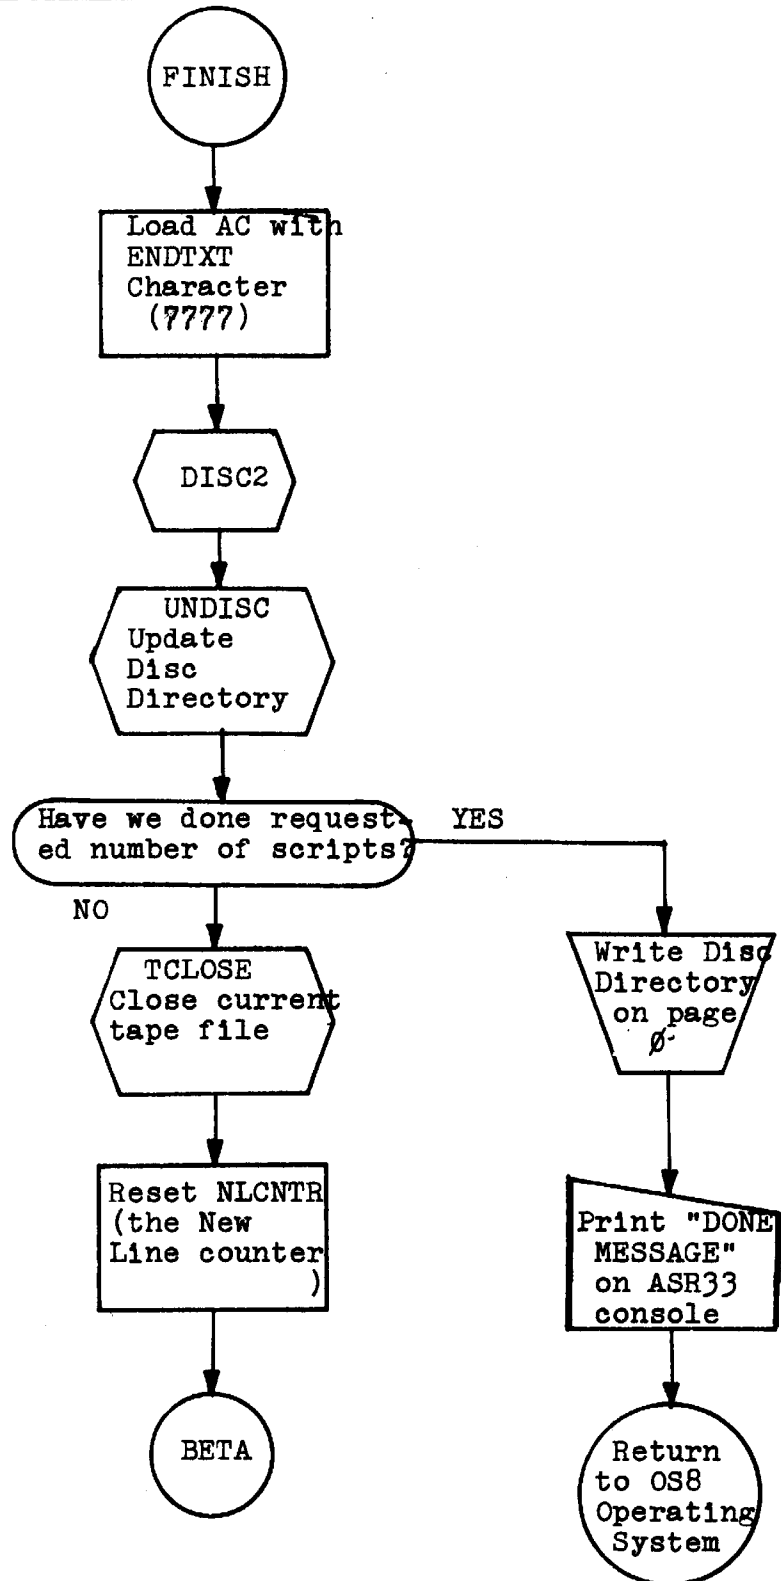 FINISH
Load AC with
ENDTXT
Character
(7777)
DISC2
UNDISC
Update
Disc
Directory
Have we done request-
ed number of scripts?
YES
NO
TCLOSE
Close current
tape file
Reset NLCNTR
(the New
Line counter
)
BETA
Write Disc
Directory
on page
Ø
Print "DONE
MESSAGE"
on ASR33
console
Return
to OS8
Operating
System